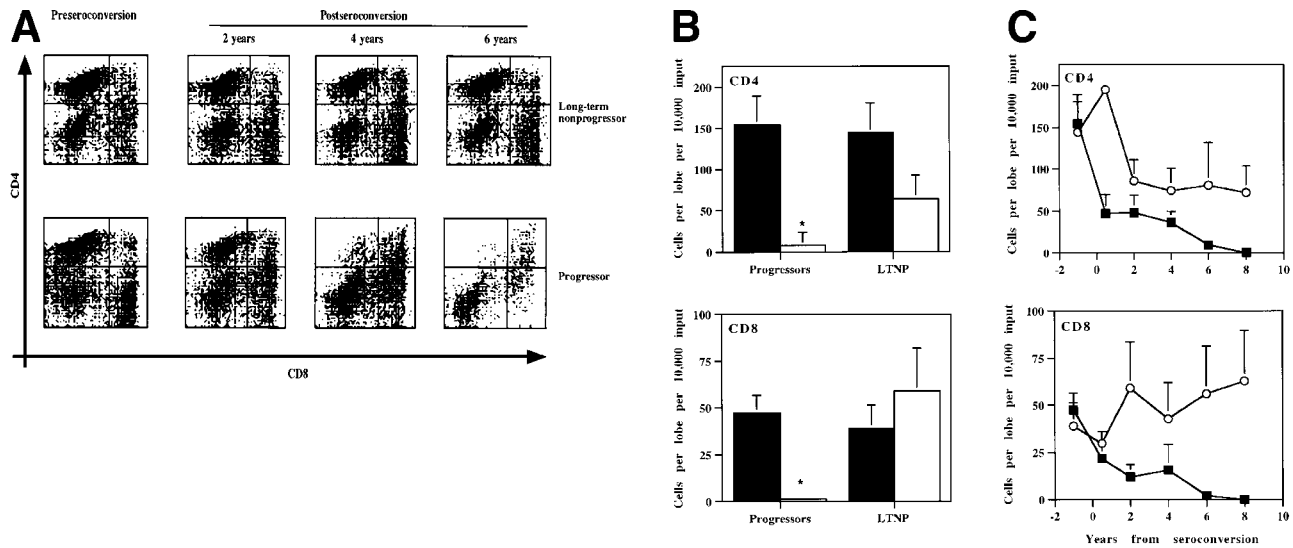 A
Preseroconversion
Postseroconversion
2 years
4 years
6 years
Long-term
nonprogressor
Progressor
CD4
CD8
B
CD4
Cells per lobe per 10,000 input
200
150
100
50
0
Progressors
LTNP
*
CD8
Cells per lobe per 10,000 input
100
75
50
25
0
Progressors
LTNP
*
C
CD4
Cells per lobe per 10,000 input
200
150
100
50
0
-2
0
2
4
6
8
10
CD8
Cells per lobe per 10,000 input
100
75
50
25
0
-2
0
2
4
6
8
10
Years from seroconversion